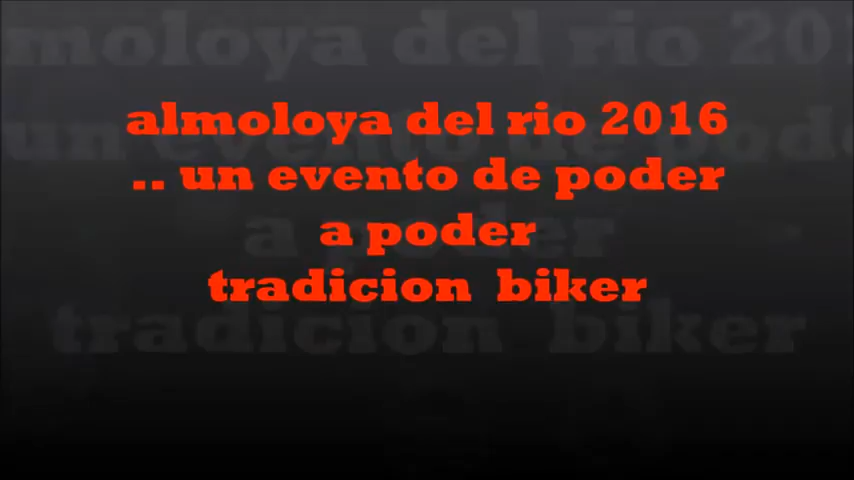 almoloya del rio 2016
.. un evento de poder
a poder
tradicion biker